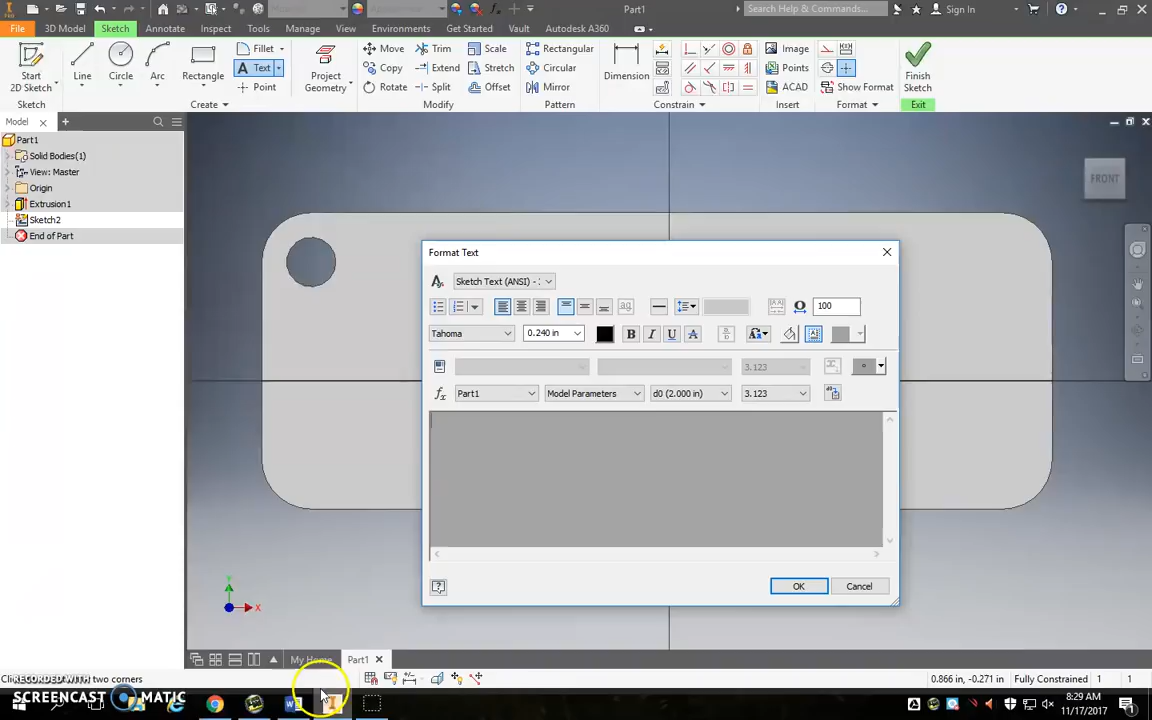 Part1
Search Help & Commands...
Sign In
File
3D Model
Sketch
Annotate
Inspect
Tools
Manage
View
Environments
Get Started
Vault
Autodesk A360
Start
2D Sketch
Line
Circle
Arc
Rectangle
Fillet
Text
Point
Project
Geometry
Move
Copy
Rotate
Trim
Extend
Split
Scale
Stretch
Offset
Rectangular
Circular
Mirror
Dimension
Image
Points
ACAD
Show Format
Finish
Sketch
Sketch
Create
Modify
Pattern
Constrain
Insert
Format
Exit
Model
Part1
Solid Bodies(1)
View: Master
Origin
Extrusion1
Sketch2
End of Part
FRONT
Format Text
Sketch Text (ANSI) -
100
Tahoma
0.240 in
3.123
Part1
Model Parameters
d0 (2.000 in)
3.123
OK
Cancel
Y
X
My Home
Part1
two corners
0.866 in, -0.271 in
Fully Constrained
1
1
RECORDED WITH
SCREENCAST MATIC
8:29 AM
11/17/2017